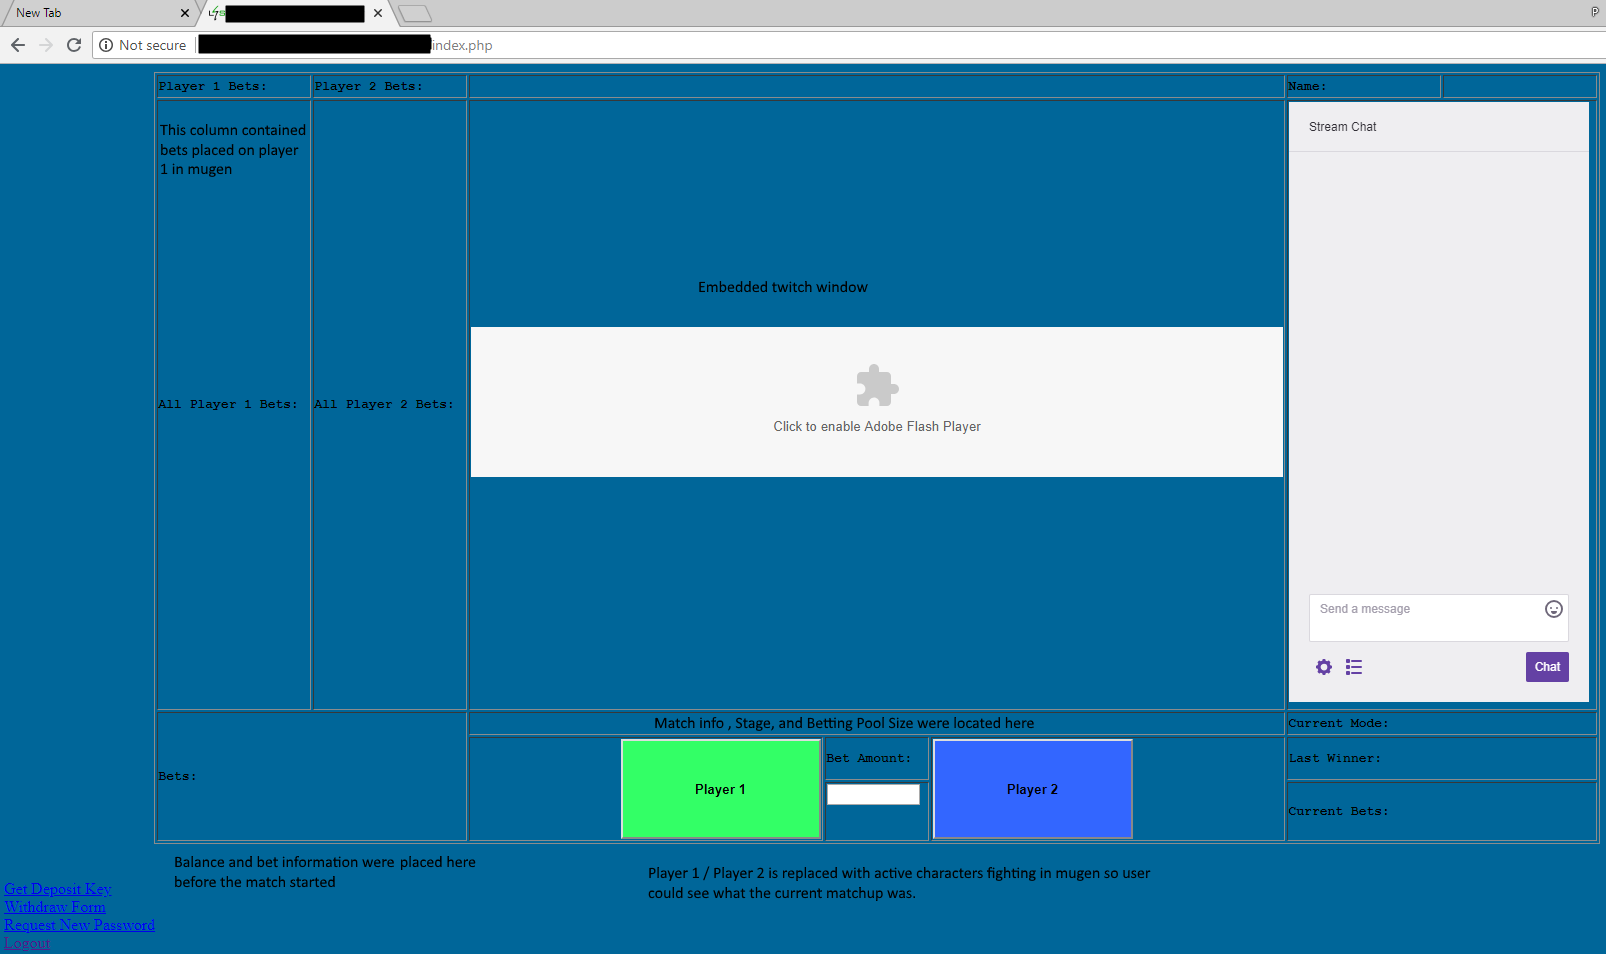 New Tab
Not secure
index.php
Player 1 Bets:
Player 2 Bets:
Name:
This column contained
bets placed on player
1 in mugen
Stream Chat
Embedded twitch window
All Player 1 Bets:
All Player 2 Bets:
Click to enable Adobe Flash Player
Send a message
Chat
Match info , Stage, and Betting Pool Size were located here
Current Mode:
Bets:
Player 1
Bet Amount:
Player 2
Last Winner:
Current Bets:
Balance and bet information were placed here
before the match started
Player 1 / Player 2 is replaced with active characters fighting in mugen so user
could see what the current matchup was.
Get Deposit Key
Withdraw Form
Request New Password
Logout